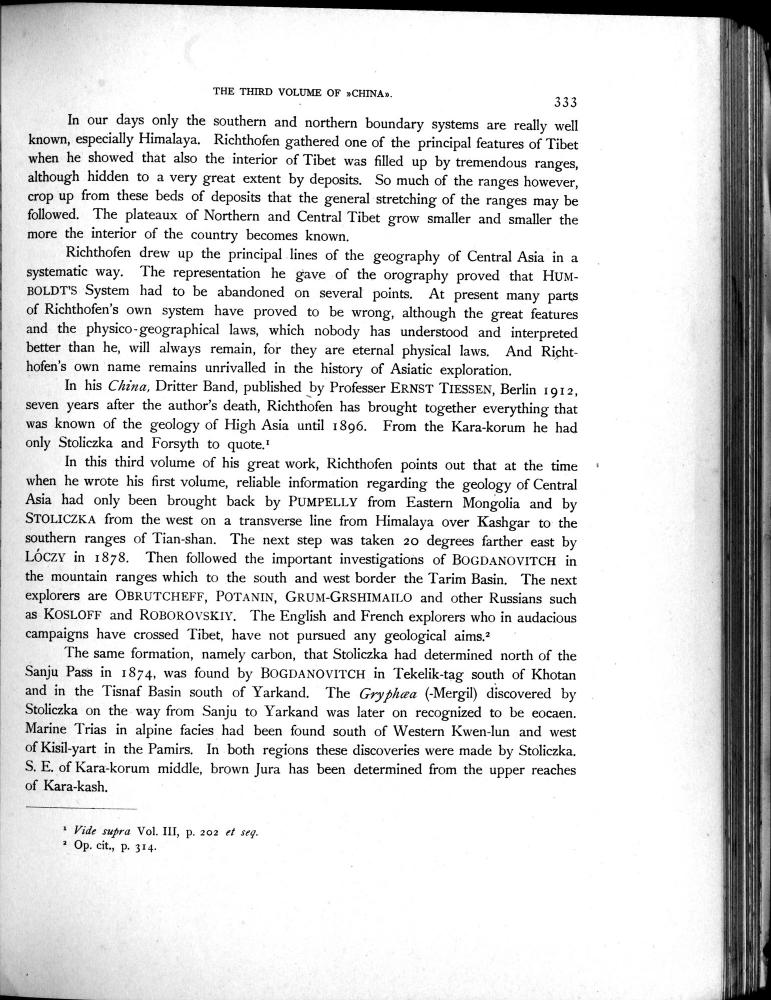 THE THIRD VOLUME OF »CHINA».
333
In our days only the southern and northern boundary systems are really well
known, especially Himalaya. Richthofen gathered one of the principal features of Tibet
when he showed that also the interior of Tibet was filled up by tremendous ranges,
although hidden to a very great extent by deposits. So much of the ranges however,
crop up from these beds of deposits that the general stretching of the ranges may be
followed. The plateaux of Northern and Central Tibet grow smaller and smaller the
more the interior of the country becomes known.
Richthofen drew up the principal lines of the geography of Central Asia in a
systematic way. The representation he gave of the orography proved that HUM-
BOLDT'S System had to be abandoned on several points. At present many parts
of Richthofen's own system have proved to be wrong, although the great features
and the physico-geographical laws, which nobody has understood and interpreted
better than he, will always remain, for they are eternal physical laws. And Richt-
hofen's own name remains unrivalled in the history of Asiatic exploration.
In his China, Dritter Band, published by Professer ERNST TIESSEN, Berlin 1912,
seven years after the author's death, Richthofen has brought together everything that
was known of the geology of High Asia until 1896. From the Kara-korum he had
only Stoliczka and Forsyth to quote.¹
In this third volume of his great work, Richthofen points out that at the time
when he wrote his first volume, reliable information regarding the geology of Central
Asia had only been brought back by PUMPELLY from Eastern Mongolia and by
STOLICZKA from the west on a transverse line from Himalaya over Kashgar to the
southern ranges of Tian-shan. The next step was taken 20 degrees farther east by
LÓCZY in 1878. Then followed the important investigations of BOGDANOVITCH in
the mountain ranges which to the south and west border the Tarim Basin. The next
explorers are OBRUTCHEFF, POTANIN, GRUM-GRSHIMAILO and other Russians such
as KOSLOFF and ROBOROVSKIY. The English and French explorers who in audacious
campaigns have crossed Tibet, have not pursued any geological aims.²
The same formation, namely carbon, that Stoliczka had determined north of the
Sanju Pass in 1874, was found by BOGDANOVITCH in Tekelik-tag south of Khotan
and in the Tisnaf Basin south of Yarkand. The Gryphæa (-Mergil) discovered by
Stoliczka on the way from Sanju to Yarkand was later on recognized to be eocaen.
Marine Trias in alpine facies had been found south of Western Kwen-lun and west
of Kisil-yart in the Pamirs. In both regions these discoveries were made by Stoliczka.
S. E. of Kara-korum middle, brown Jura has been determined from the upper reaches
of Kara-kash.
¹ Vide supra Vol. III, p. 202 et seq.
² Op. cit., p. 314.